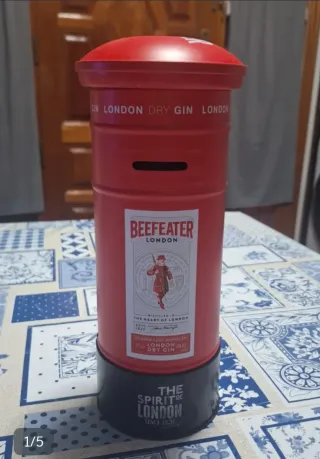 GIN LONDON DRY GIN LONDON
BEEFEATER
LONDON
THE HEART OF LONDON
LONDON
DRY GIN
THE
SPIRIT OF
LONDON
1/5